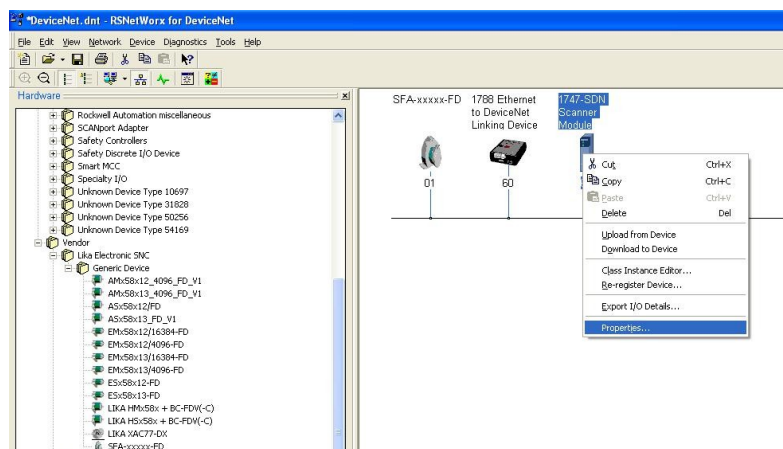 *DeviceNet.dnt - RSNetWorx for DeviceNet
File Edit View Network Device Diagnostics Tools Help
Hardware
Rockwell Automation miscellaneous
SCANport Adapter
Safety Controllers
Safety Discrete I/O Device
Smart MCC
Specialty I/O
Unknown Device Type 10697
Unknown Device Type 31828
Unknown Device Type 50256
Unknown Device Type 54169
Vendor
Lika Electronic SNC
Generic Device
AMx58x12_4096_FD_V1
AMx58x13_4096_FD_V1
ASx58x12/FD
ASx58x13_FD_V1
EMx58x12/16384-FD
EMx58x12/4096-FD
EMx58x13/16384-FD
EMx58x13/4096-FD
ESx58x12-FD
ESx58x13-FD
LIKA HMx58x + BC-FDV(-C)
LIKA HSx58x + BC-FDV(-C)
LIKA XAC77-DX
SFA-xxxxx-FD
SFA-xxxxx-FD
01
1788 Ethernet
to DeviceNet
Linking Device
60
1747-SDN
Scanner
Module
Cut Ctrl+X
Copy Ctrl+C
Paste Ctrl+V
Delete Del
Upload from Device
Download to Device
Class Instance Editor...
Re-register Device...
Export I/O Details...
Properties...